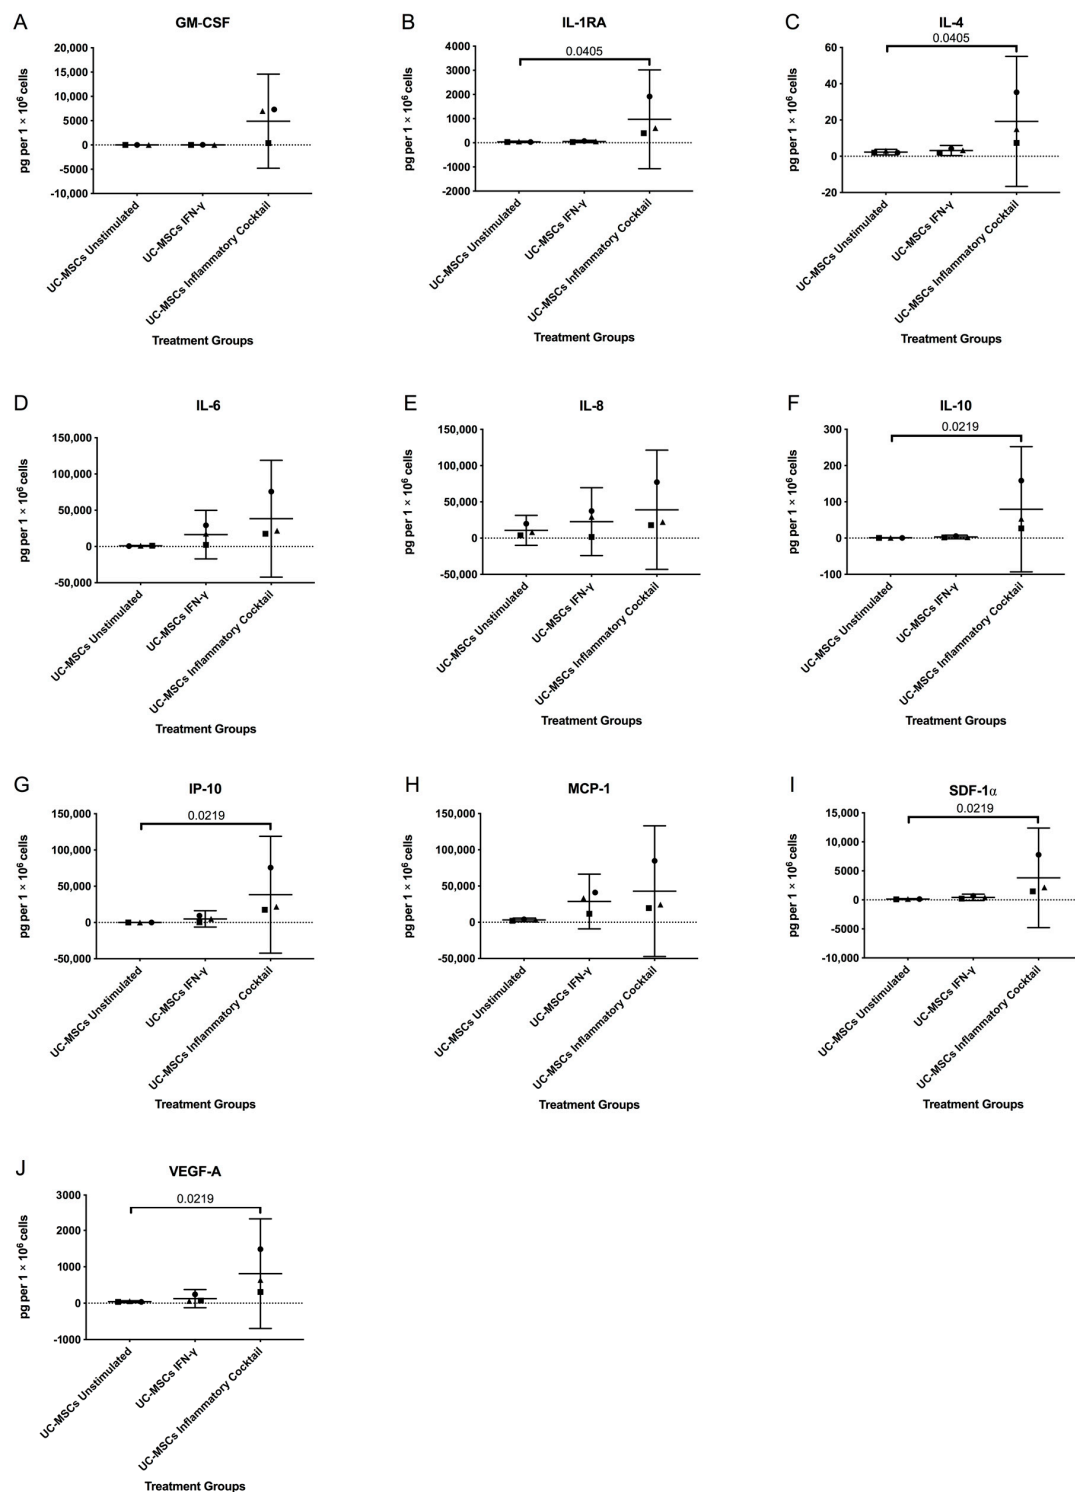 A
GM-CSF
20,000
15,000
10,000
5000
0
-5000
-10,000
pg per 1 × 10⁶ cells
UC-MSCs Unstimulated
UC-MSCs IFN-γ
UC-MSCs Inflammatory Cocktail
Treatment Groups
B
IL-1RA
0.0405
4000
3000
2000
1000
0
-1000
-2000
pg per 1 × 10⁶ cells
UC-MSCs Unstimulated
UC-MSCs IFN-γ
UC-MSCs Inflammatory Cocktail
Treatment Groups
C
IL-4
0.0405
60
40
20
0
-20
pg per 1 × 10⁶ cells
UC-MSCs Unstimulated
UC-MSCs IFN-γ
UC-MSCs Inflammatory Cocktail
Treatment Groups
D
IL-6
150,000
100,000
50,000
0
-50,000
pg per 1 × 10⁶ cells
UC-MSCs Unstimulated
UC-MSCs IFN-γ
UC-MSCs Inflammatory Cocktail
Treatment Groups
E
IL-8
150,000
100,000
50,000
0
-50,000
pg per 1 × 10⁶ cells
UC-MSCs Unstimulated
UC-MSCs IFN-γ
UC-MSCs Inflammatory Cocktail
Treatment Groups
F
IL-10
0.0219
300
200
100
0
-100
pg per 1 × 10⁶ cells
UC-MSCs Unstimulated
UC-MSCs IFN-γ
UC-MSCs Inflammatory Cocktail
Treatment Groups
G
IP-10
0.0219
150,000
100,000
50,000
0
-50,000
pg per 1 × 10⁶ cells
UC-MSCs Unstimulated
UC-MSCs IFN-γ
UC-MSCs Inflammatory Cocktail
Treatment Groups
H
MCP-1
150,000
100,000
50,000
0
-50,000
pg per 1 × 10⁶ cells
UC-MSCs Unstimulated
UC-MSCs IFN-γ
UC-MSCs Inflammatory Cocktail
Treatment Groups
I
SDF-1α
0.0219
15,000
10,000
5000
0
-5000
-10,000
pg per 1 × 10⁶ cells
UC-MSCs Unstimulated
UC-MSCs IFN-γ
UC-MSCs Inflammatory Cocktail
Treatment Groups
J
VEGF-A
0.0219
3000
2000
1000
0
-1000
pg per 1 × 10⁶ cells
UC-MSCs Unstimulated
UC-MSCs IFN-γ
UC-MSCs Inflammatory Cocktail
Treatment Groups